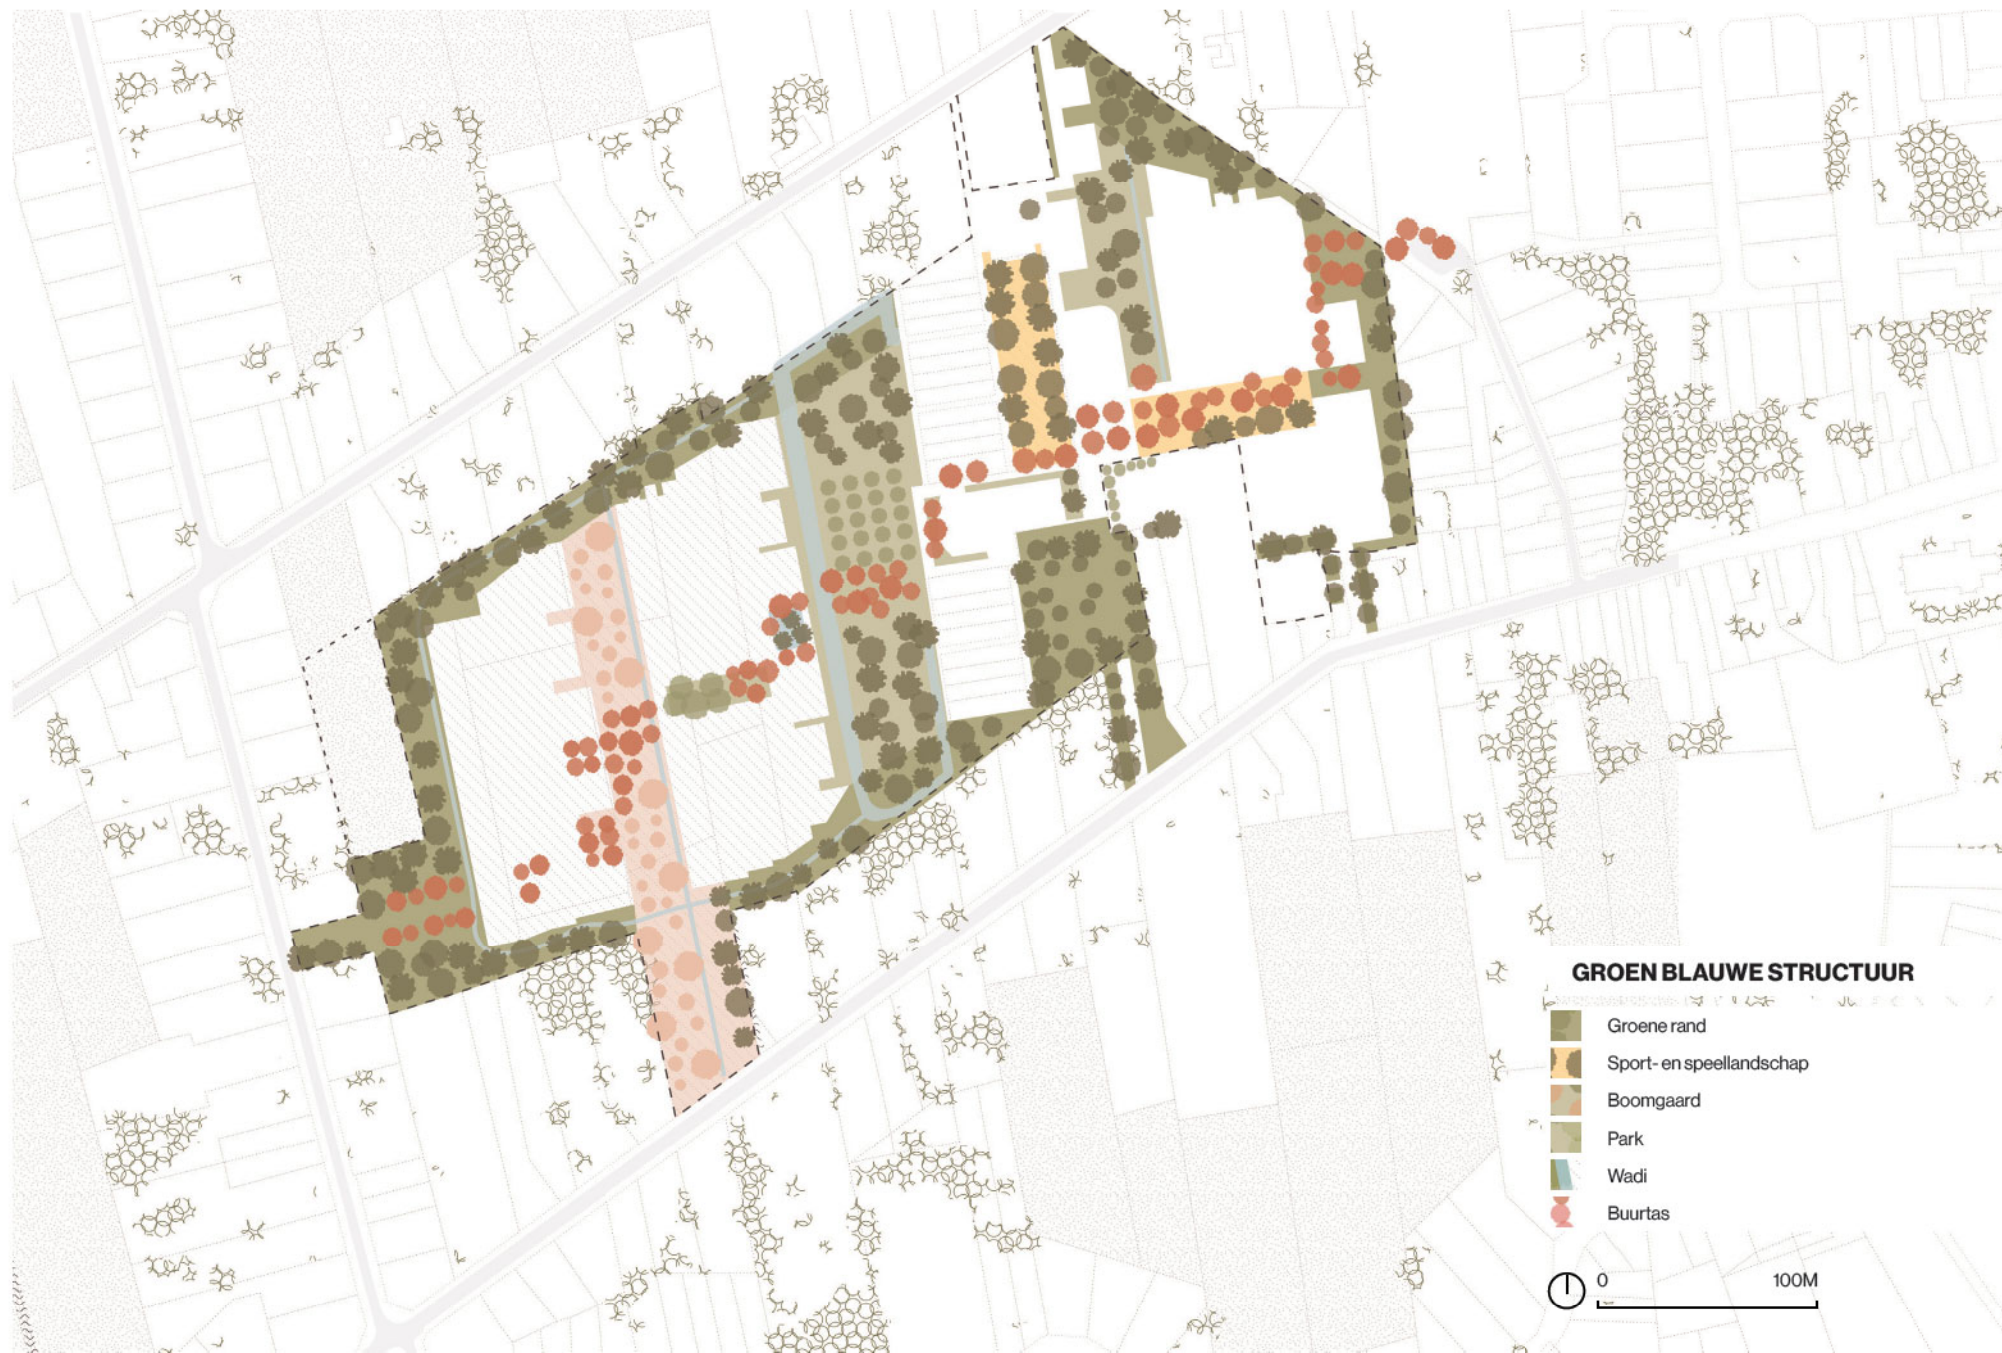 GROEN BLAUWE STRUCTUUR
Groene rand
Sport- en speellandschap
Boomgaard
Park
Wadi
Buurtas
0 100M